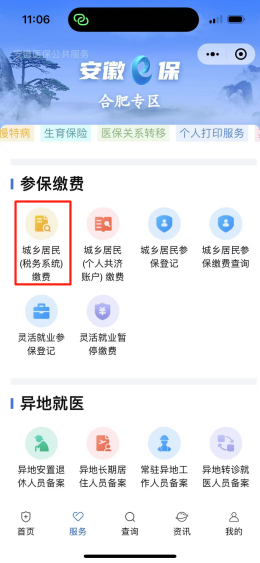 11:06
安徽医保公共服务
安徽e保
合肥专区
慢特病 生育保险 医保关系转移 个人打印服务
参保缴费
城乡居民 城乡居民 城乡居民参 城乡居民参
(税务系统) (个人共济 保登记 保缴费查询
缴费 账户) 缴费
灵活就业参 灵活就业暂
保登记 停缴费
异地就医
异地安置退 异地长期居 常驻异地工 异地转诊就
休人员备案 住人员备案 作人员备案 医人员备案
首页 服务 查询 资讯 我的